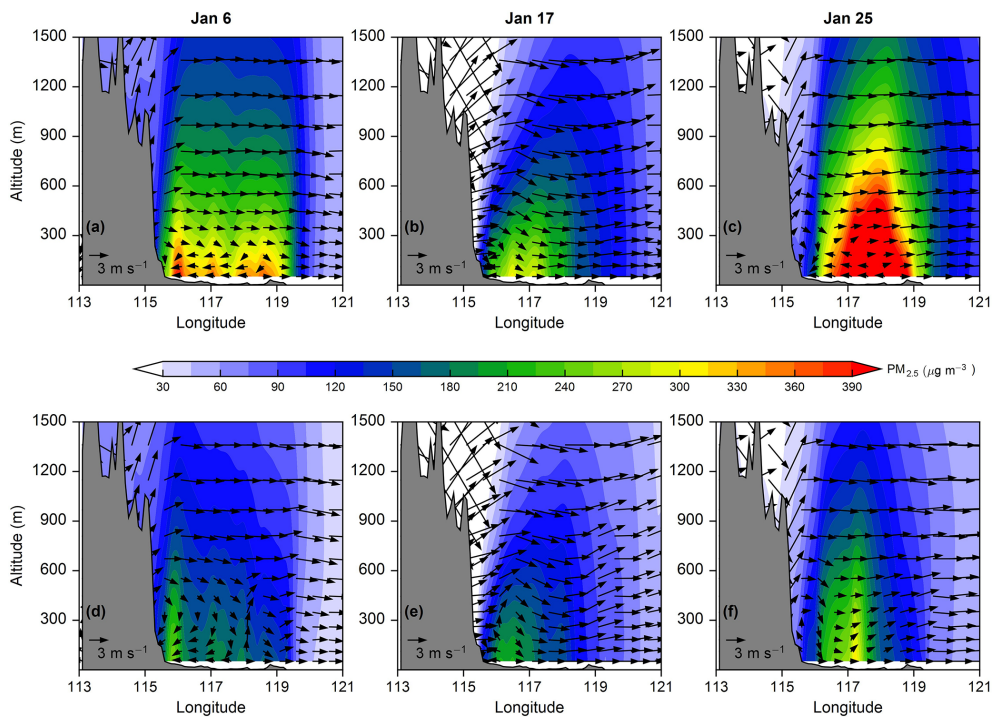 Jan 6 Jan 17 Jan 25
1500 1500 1500
1200 1200 1200
900 900 900
600 600 600
300 300 300
Altitude (m)
(a) (b) (c)
3 m s⁻¹ 3 m s⁻¹ 3 m s⁻¹
113 115 117 119 121 113 115 117 119 121 113 115 117 119 121
Longitude Longitude Longitude
PM2.5 (μg m⁻³)
30 60 90 120 150 180 210 240 270 300 330 360 390
1500 1500 1500
1200 1200 1200
900 900 900
600 600 600
300 300 300
Altitude (m)
(d) (e) (f)
3 m s⁻¹ 3 m s⁻¹ 3 m s⁻¹
113 115 117 119 121 113 115 117 119 121 113 115 117 119 121
Longitude Longitude Longitude